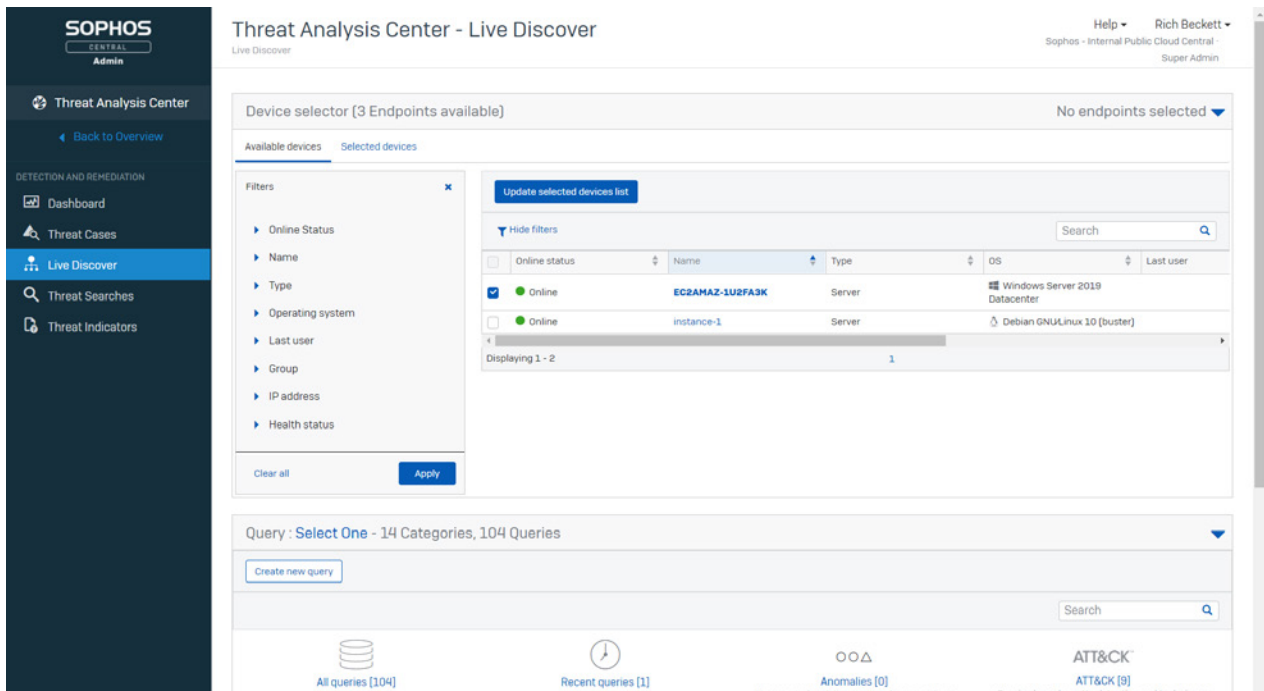 SOPHOS
CENTRAL
Admin
Threat Analysis Center
Back to Overview
DETECTION AND REMEDIATION
Dashboard
Threat Cases
Live Discover
Threat Searches
Threat Indicators
Threat Analysis Center - Live Discover
Live Discover
Help
Rich Beckett
Sophos - Internal Public Cloud Central -
Super Admin
Device selector (3 Endpoints available)
No endpoints selected
Available devices
Selected devices
Filters
Online Status
Name
Type
Operating system
Last user
Group
IP address
Health status
Clear all
Apply
Update selected devices list
Hide filters
Search
Online status Name Type OS Last user
Online EC2AMAZ-1U2FA3K Server Windows Server 2019 Datacenter
Online instance-1 Server Debian GNU/Linux 10 (buster)
Displaying 1 - 2
1
Query : Select One - 14 Categories, 104 Queries
Create new query
Search
All queries [104]
Recent queries [1]
Anomalies [0]
ATT&CK
ATT&CK [9]